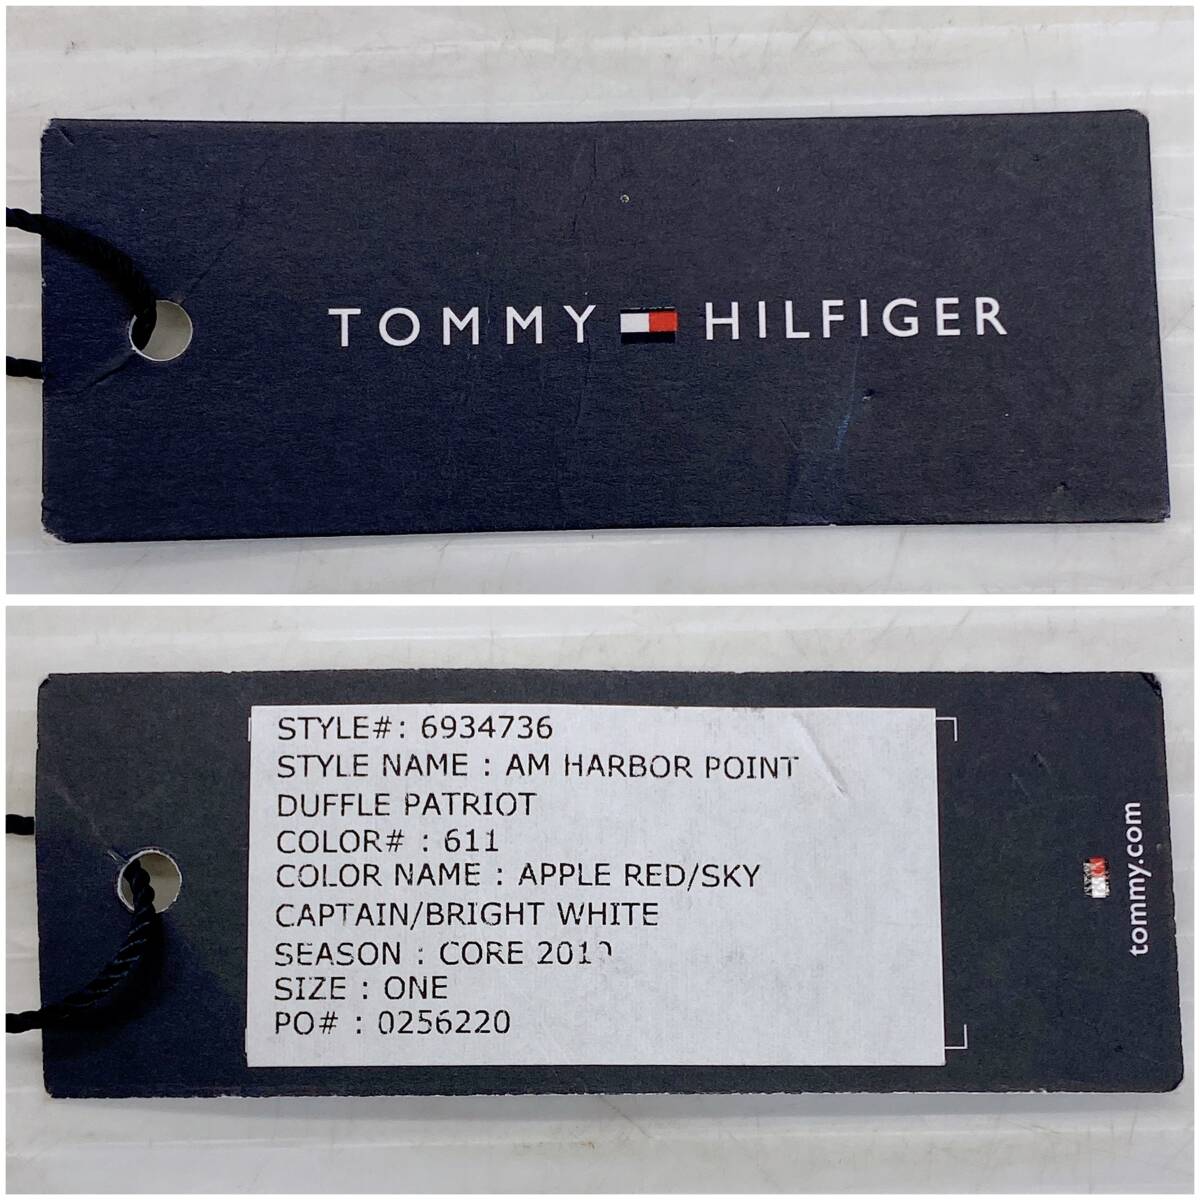 TOMMY HILFIGER
STYLE#: 6934736
STYLE NAME : AM HARBOR POINT
DUFFLE PATRIOT
COLOR# : 611
COLOR NAME : APPLE RED/SKY
CAPTAIN/BRIGHT WHITE
SEASON : CORE
SIZE : ONE
PO# : 0256220
tommy.com